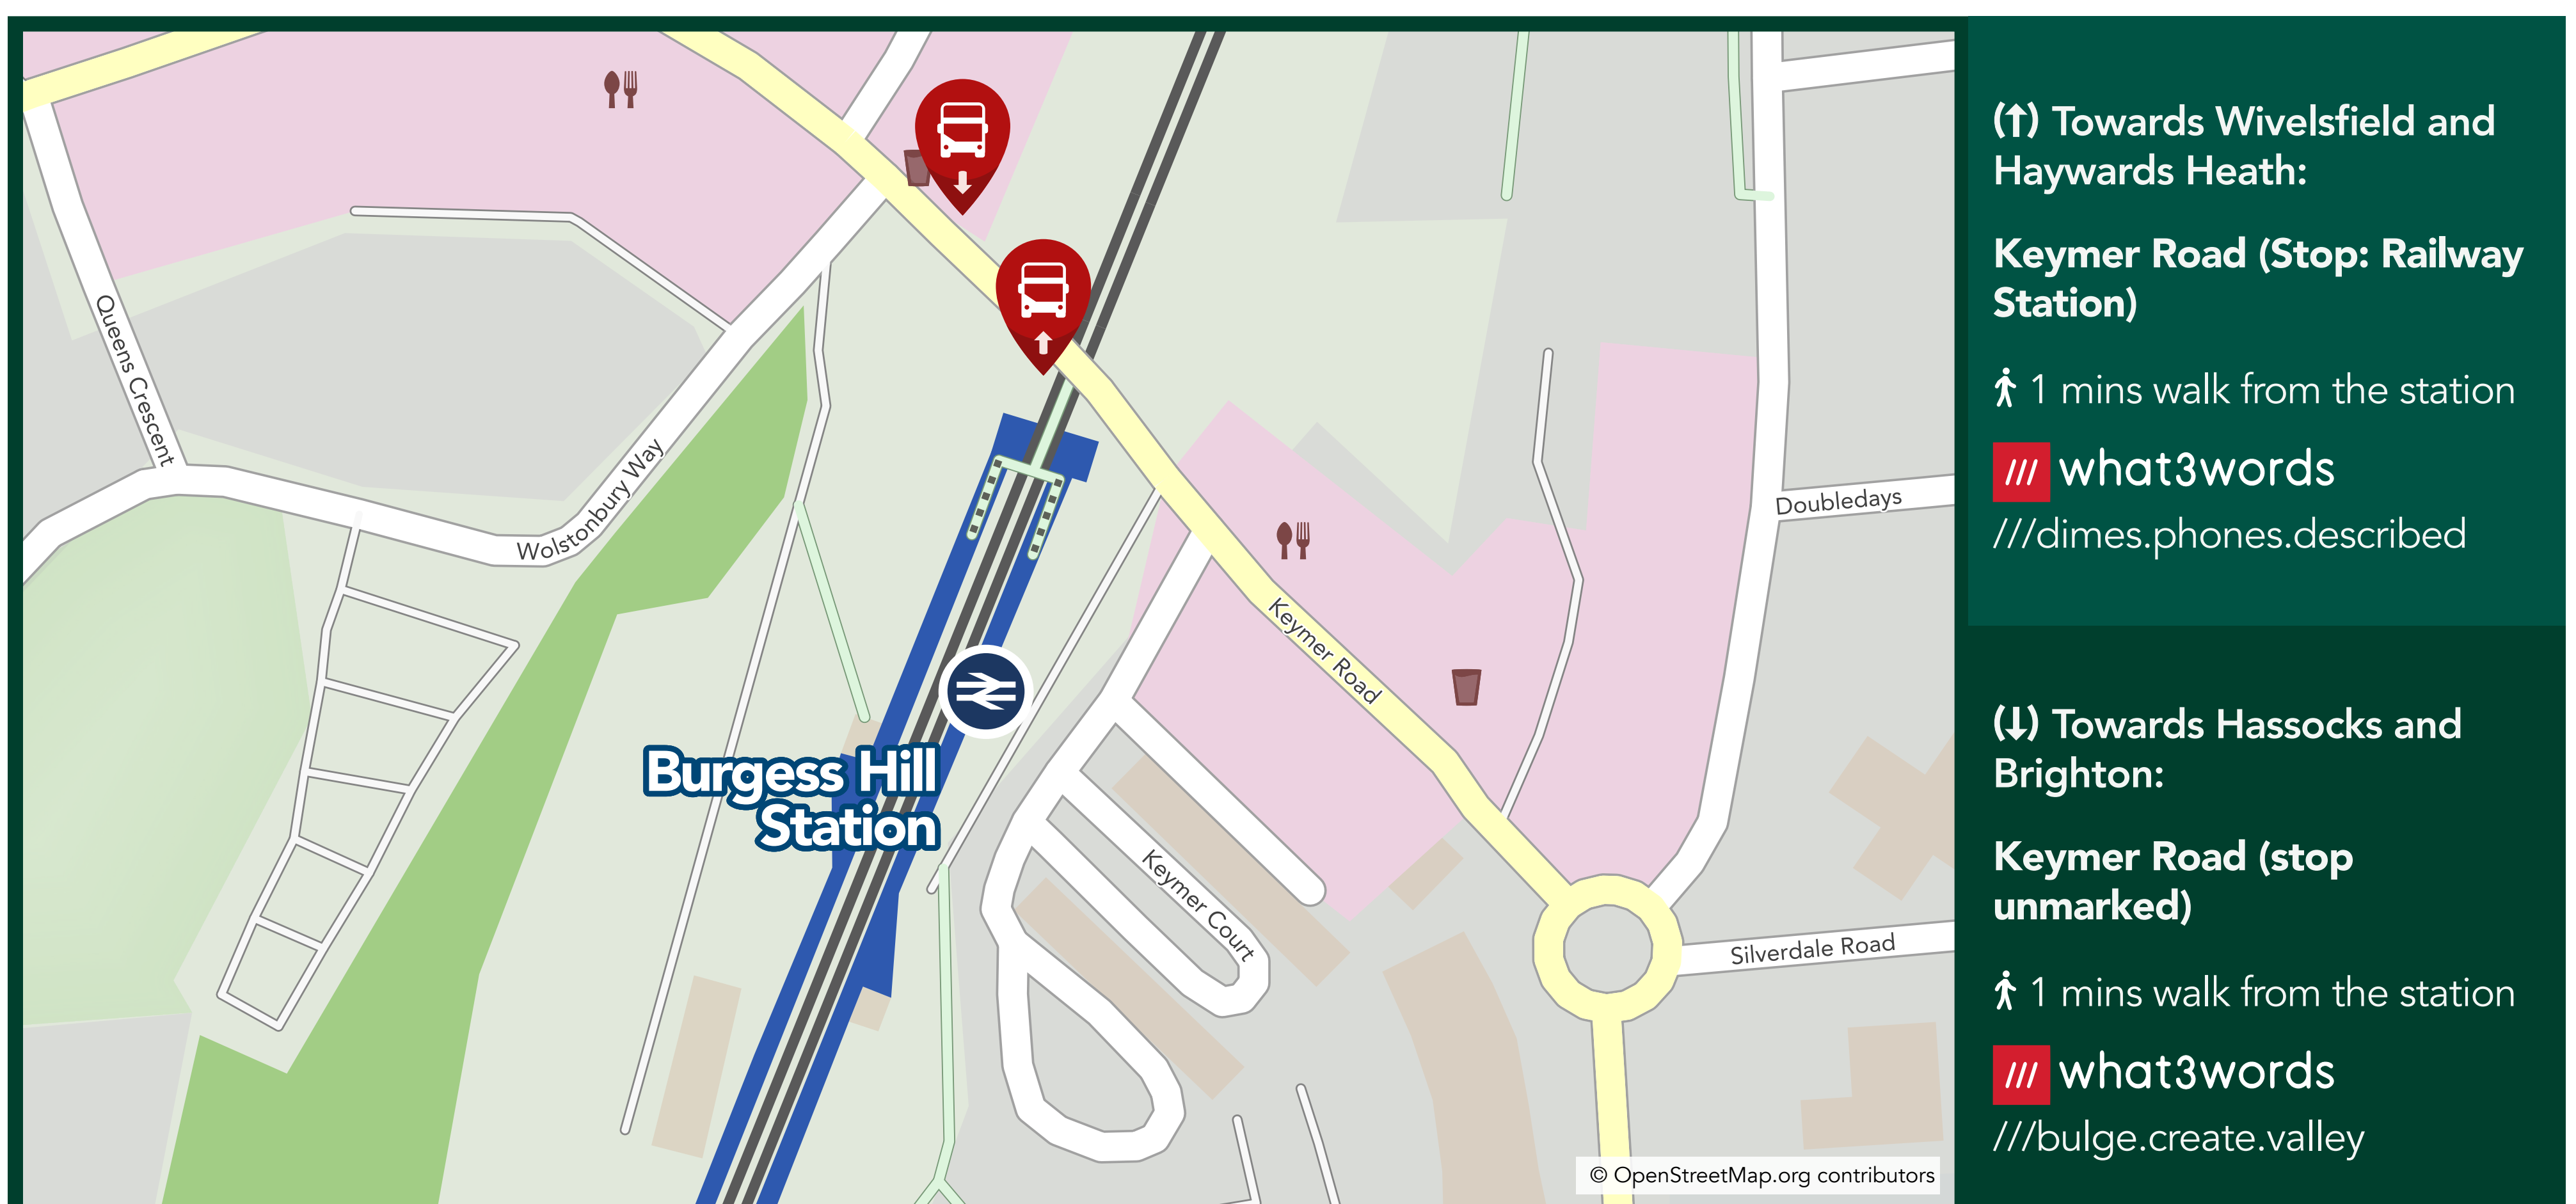 Queens Crescent
Wolstonbury Way
Keymer Road
Doubledays
Burgess Hill
Station
Keymer Court
Silverdale Road
© OpenStreetMap.org contributors
(↑) Towards Wivelsfield and
Haywards Heath:
Keymer Road (Stop: Railway
Station)
1 mins walk from the station
/// what3words
///dimes.phones.described
(↓) Towards Hassocks and
Brighton:
Keymer Road (stop
unmarked)
1 mins walk from the station
/// what3words
///bulge.create.valley